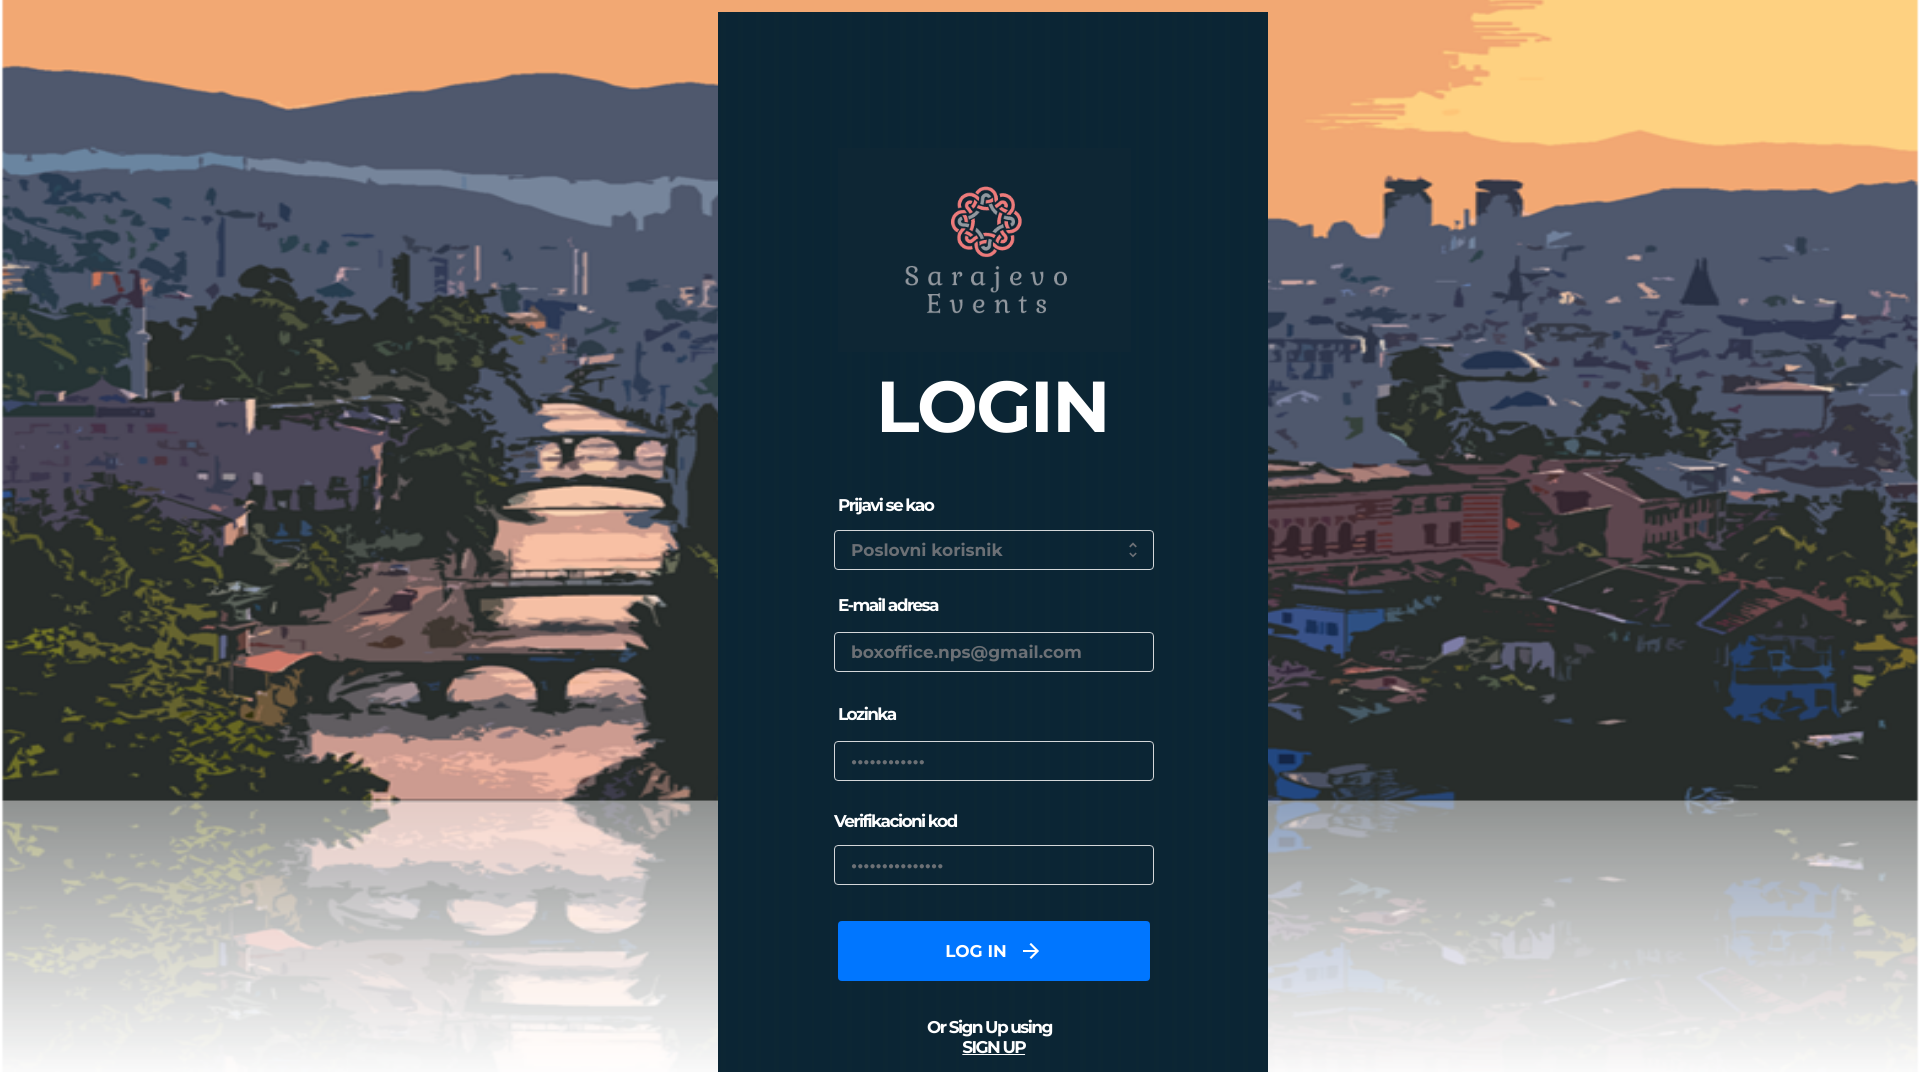 Sarajevo
Events
LOGIN
Prijavi se kao
Poslovni korisnik
E-mail adresa
boxoffice.nps@gmail.com
Lozinka
••••••••••••
Verifikacioni kod
•••••••••••••••
LOG IN →
Or Sign Up using
SIGN UP